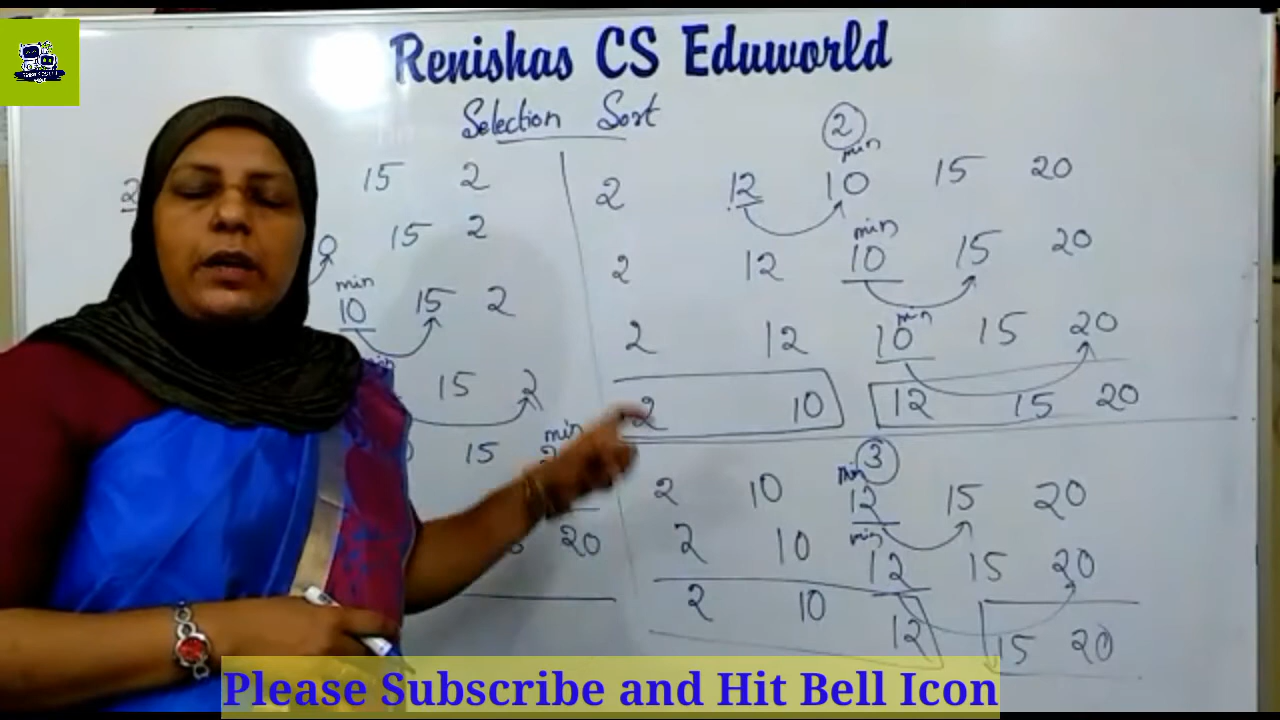 Renishas CS Eduworld
Selection Sort
2 15 2
15 2
min
10 15 2
15 2
min
15
20
2
min
2 12 10 15 20
min
2 12 10 15 20
min
2 12 10 15 20
2 10 12 15 20
3
min
2 10 12 15 20
min
2 10 12 15 20
2 10 12 15 20
Please Subscribe and Hit Bell Icon